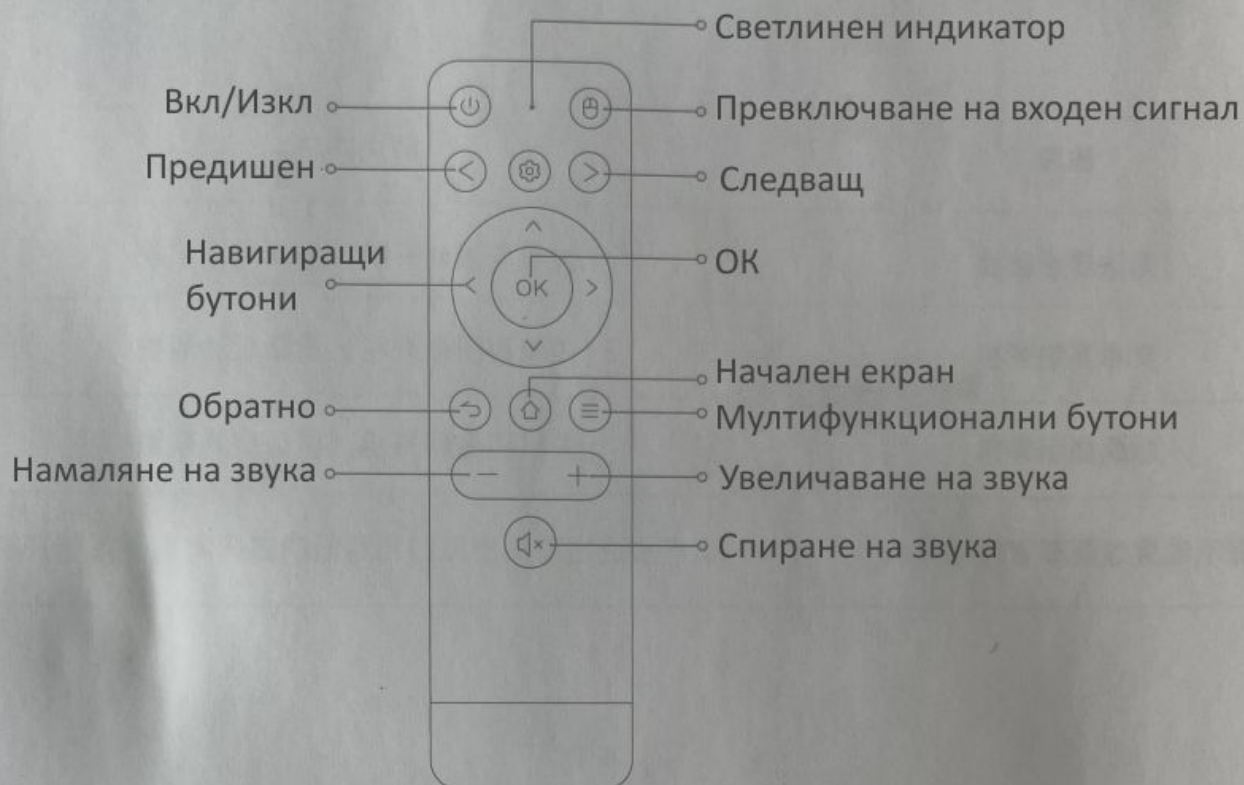 Светлинен индикатор
Вкл/Изкл
Превключване на входен сигнал
Предишен
Следващ
Навигиращи
бутони
ОК
OK
Начален екран
Обратно
Мултифункционални бутони
Намаляне на звука
Увеличаване на звука
Спиране на звука